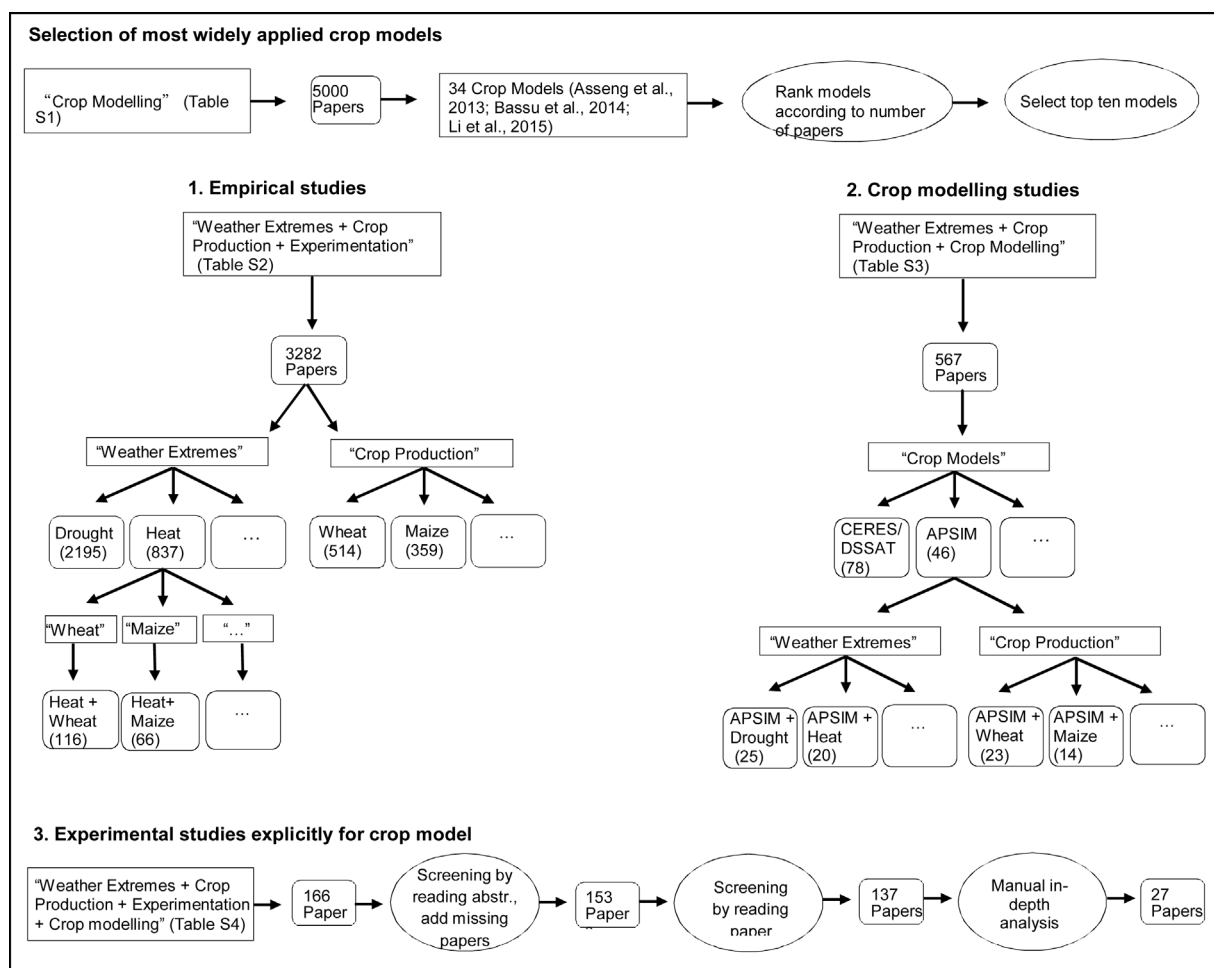 Selection of most widely applied crop models
“Crop Modelling” (Table
S1)
5000
Papers
34 Crop Models (Asseng et al.,
2013; Bassu et al., 2014;
Li et al., 2015)
Rank models
according to number
of papers
Select top ten models
1. Empirical studies
“Weather Extremes + Crop
Production + Experimentation”
(Table S2)
3282
Papers
“Weather Extremes”
“Crop Production”
Drought
(2195)
Heat
(837)
…
Wheat
(514)
Maize
(359)
…
“Wheat”
“Maize”
“…”
Heat +
Wheat
(116)
Heat+
Maize
(66)
…
2. Crop modelling studies
“Weather Extremes + Crop
Production + Crop Modelling”
(Table S3)
567
Papers
“Crop Models”
CERES/
DSSAT
(78)
APSIM
(46)
…
“Weather Extremes”
“Crop Production”
APSIM +
Drought
(25)
APSIM +
Heat
(20)
…
APSIM +
Wheat
(23)
APSIM +
Maize
(14)
…
3. Experimental studies explicitly for crop model
“Weather Extremes + Crop
Production + Experimentation
+ Crop modelling” (Table S4)
166
Paper
Screening by
reading abstr.,
add missing
papers
153
Paper
Screening
by reading
paper
137
Papers
Manual in-
depth
analysis
27
Papers